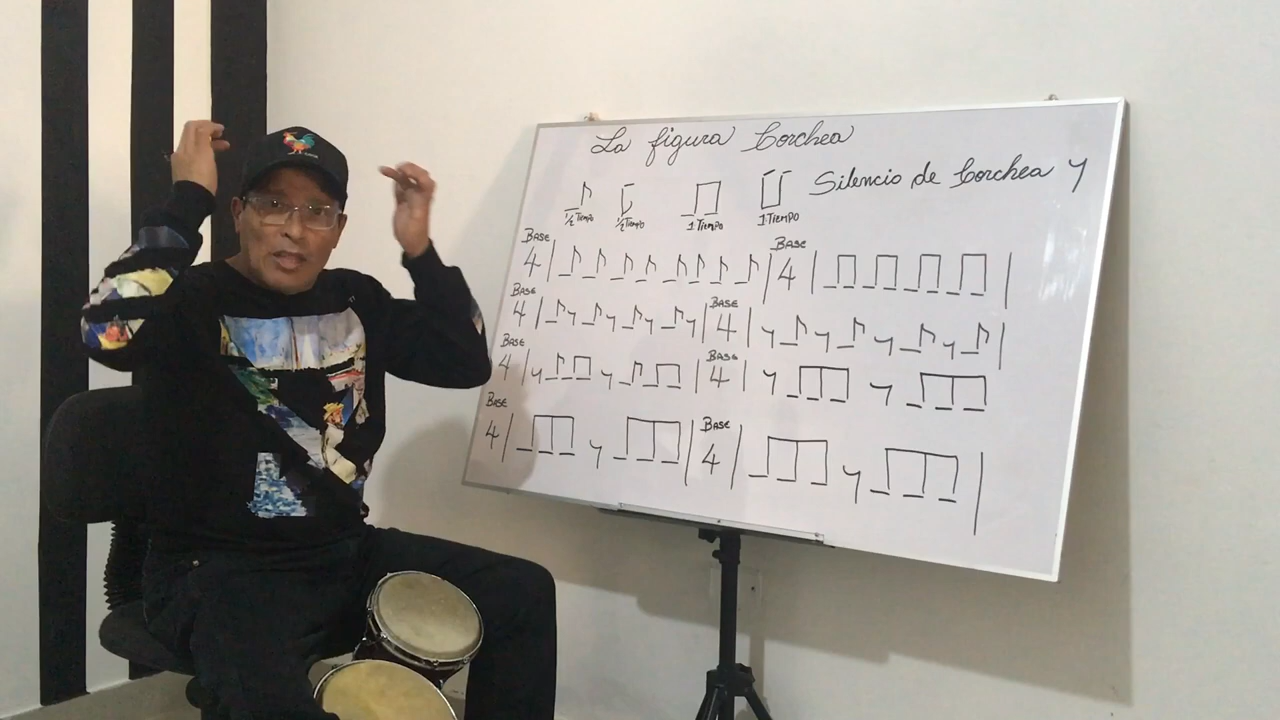 La figura Corchea
Silencio de Corchea
1/2 TIEMPO 1/2 TIEMPO 1 TIEMPO 1 TIEMPO
BASE BASE
4 4
BASE BASE
4 4
BASE BASE
4 4
BASE BASE
4 4